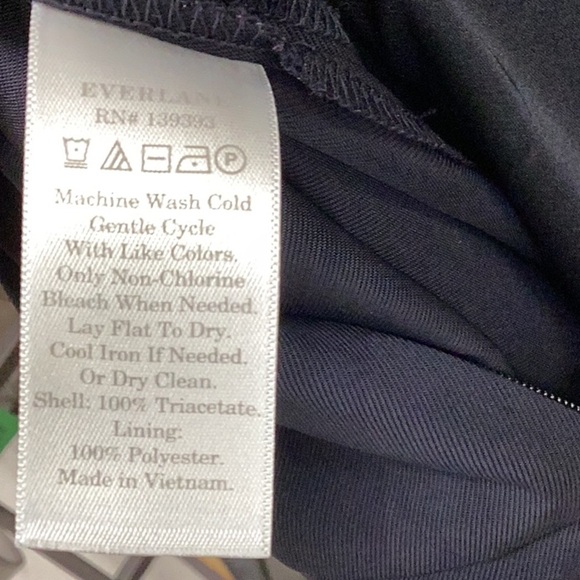 EVERLANE
RN# 139393
P
Machine Wash Cold
Gentle Cycle
With Like Colors.
Only Non-Chlorine
Bleach When Needed.
Lay Flat To Dry.
Cool Iron If Needed.
Or Dry Clean.
Shell: 100% Triacetate.
Lining:
100% Polyester.
Made in Vietnam.